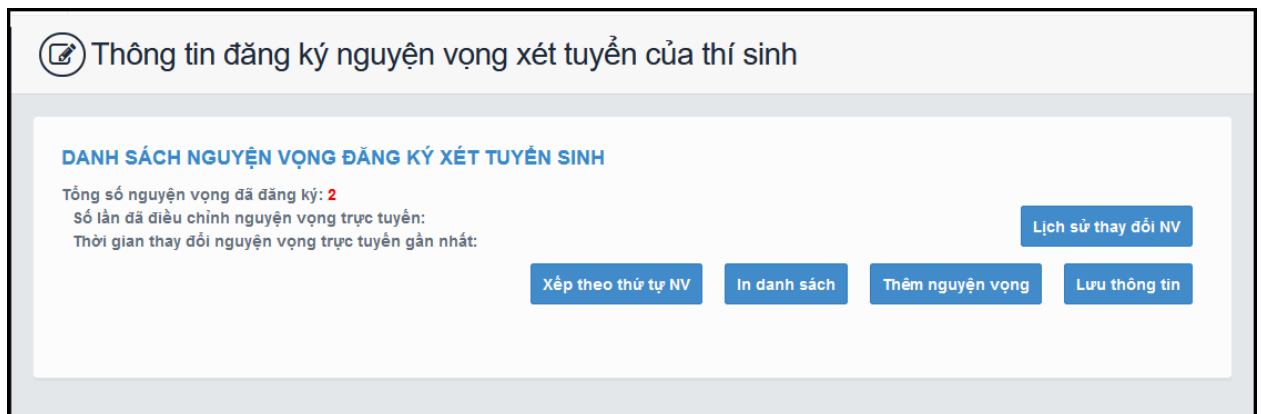 Thông tin đăng ký nguyện vọng xét tuyển của thí sinh
DANH SÁCH NGUYỆN VỌNG ĐĂNG KÝ XÉT TUYỂN SINH
Tổng số nguyện vọng đã đăng ký: 2
Số lần đã điều chỉnh nguyện vọng trực tuyến:
Thời gian thay đổi nguyện vọng trực tuyến gần nhất:
Lịch sử thay đổi NV
Xếp theo thứ tự NV In danh sách Thêm nguyện vọng Lưu thông tin